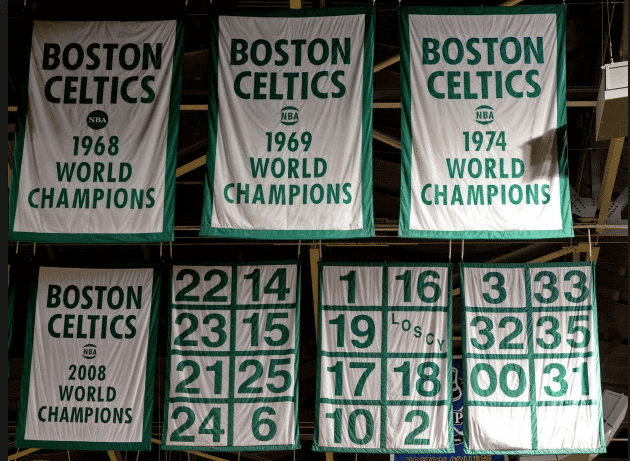 BOSTON
CELTICS
NBA
1968
WORLD
CHAMPIONS
BOSTON
CELTICS
NBA
1969
WORLD
CHAMPIONS
BOSTON
CELTICS
NBA
1974
WORLD
CHAMPIONS
BOSTON
CELTICS
NBA
2008
WORLD
CHAMPIONS
22 14
23 15
21 25
24 6
1 16
19 LOSCY
17 18
10 2
3 33
32 35
00 31